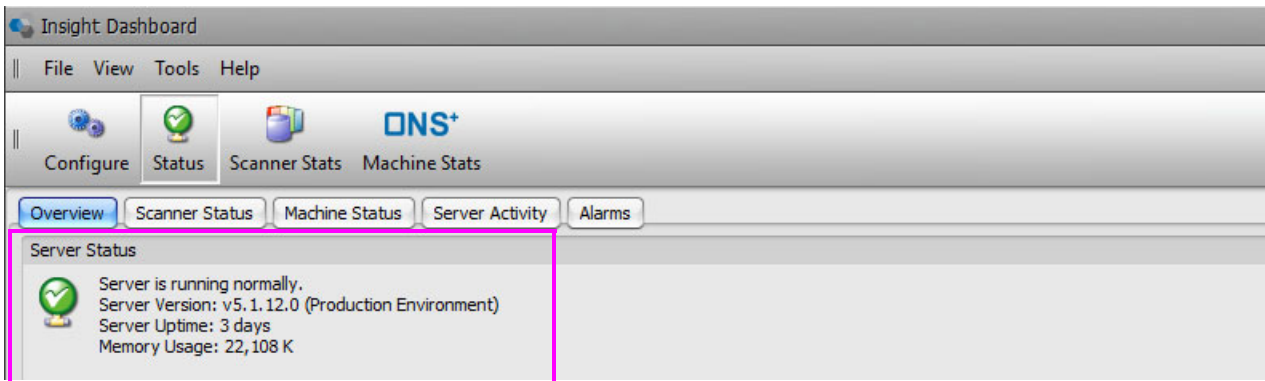 Insight Dashboard
File View Tools Help
ONS+
Configure Status Scanner Stats Machine Stats
Overview Scanner Status Machine Status Server Activity Alarms
Server Status
Server is running normally.
Server Version: v5.1.12.0 (Production Environment)
Server Uptime: 3 days
Memory Usage: 22,108 K